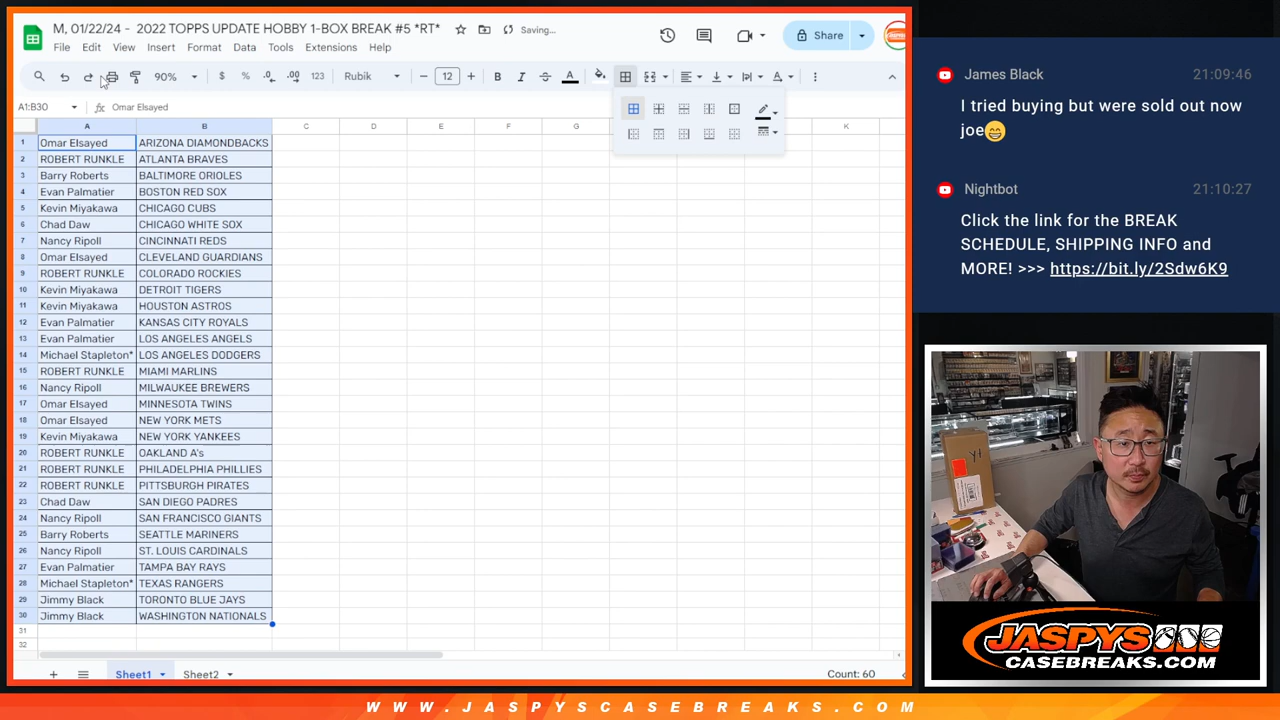 M, 01/22/24 - 2022 TOPPS UPDATE HOBBY 1-BOX BREAK #5 *RT*
Saving...
Share
File Edit View Insert Format Data Tools Extensions Help
90% $ % .0 .00 123 Rubik 12 B I A
A1:B30 fx Omar Elsayed
A B C D E F G K
1 Omar Elsayed ARIZONA DIAMONDBACKS
2 ROBERT RUNKLE ATLANTA BRAVES
3 Barry Roberts BALTIMORE ORIOLES
4 Evan Palmatier BOSTON RED SOX
5 Kevin Miyakawa CHICAGO CUBS
6 Chad Daw CHICAGO WHITE SOX
7 Nancy Ripoll CINCINNATI REDS
8 Omar Elsayed CLEVELAND GUARDIANS
9 ROBERT RUNKLE COLORADO ROCKIES
10 Kevin Miyakawa DETROIT TIGERS
11 Kevin Miyakawa HOUSTON ASTROS
12 Evan Palmatier KANSAS CITY ROYALS
13 Evan Palmatier LOS ANGELES ANGELS
14 Michael Stapleton* LOS ANGELES DODGERS
15 ROBERT RUNKLE MIAMI MARLINS
16 Nancy Ripoll MILWAUKEE BREWERS
17 Omar Elsayed MINNESOTA TWINS
18 Omar Elsayed NEW YORK METS
19 Kevin Miyakawa NEW YORK YANKEES
20 ROBERT RUNKLE OAKLAND A's
21 ROBERT RUNKLE PHILADELPHIA PHILLIES
22 ROBERT RUNKLE PITTSBURGH PIRATES
23 Chad Daw SAN DIEGO PADRES
24 Nancy Ripoll SAN FRANCISCO GIANTS
25 Barry Roberts SEATTLE MARINERS
26 Nancy Ripoll ST. LOUIS CARDINALS
27 Evan Palmatier TAMPA BAY RAYS
28 Michael Stapleton* TEXAS RANGERS
29 Jimmy Black TORONTO BLUE JAYS
30 Jimmy Black WASHINGTON NATIONALS
31
32
Sheet1 Sheet2 Count: 60
James Black 21:09:46
I tried buying but were sold out now
joe😁
Nightbot 21:10:27
Click the link for the BREAK
SCHEDULE, SHIPPING INFO and
MORE! >>> https://bit.ly/2Sdw6K9
JASPYS
CASEBREAKS.COM
WWW.JASPYSCASEBREAKS.COM